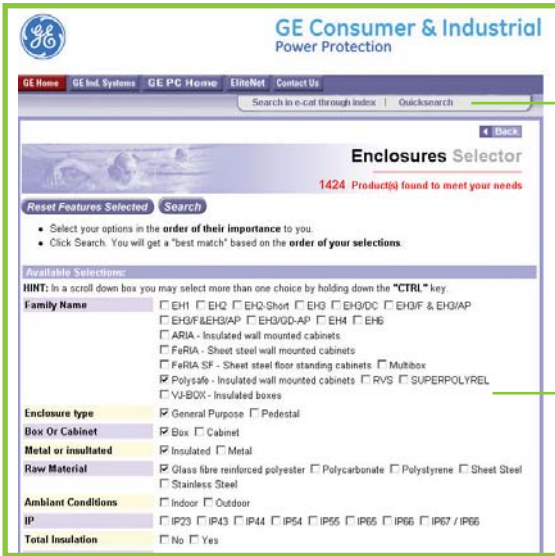 GE Consumer & Industrial
Power Protection
GE Home GE Ind. Systems GE PC Home EliteNet Contact Us
Search in e-cat through index | Quicksearch
Back
Enclosures Selector
1424 Product(s) found to meet your needs
Reset Features Selected Search
• Select your options in the order of their importance to you.
• Click Search. You will get a "best match" based on the order of your selections.
Available Selections:
HINT: In a scroll down box you may select more than one choice by holding down the "CTRL" key.
Family Name EH1 EH2 EH2-Short EH3 EH3/DC EH3/F & EH3/AP
EH3/F&EH3/AP EH3/GD-AP EH4 EH6
ARIA - Insulated wall mounted cabinets
FeRIA - Sheet steel wall mounted cabinets
FeRIA SF - Sheet steel floor standing cabinets Multibox
Polysafe - Insulated wall mounted cabinets RVS SUPERPOLYREL
VJ-BOX - Insulated boxes
Enclosure type General Purpose Pedestal
Box Or Cabinet Box Cabinet
Metal or insultated Insulated Metal
Raw Material Glass fibre reinforced polyester Polycarbonate Polystyrene Sheet Steel
Stainless Steel
Ambiant Conditions Indoor Outdoor
IP IP23 IP43 IP44 IP54 IP55 IP65 IP66 IP67 / IP66
Total Insulation No Yes